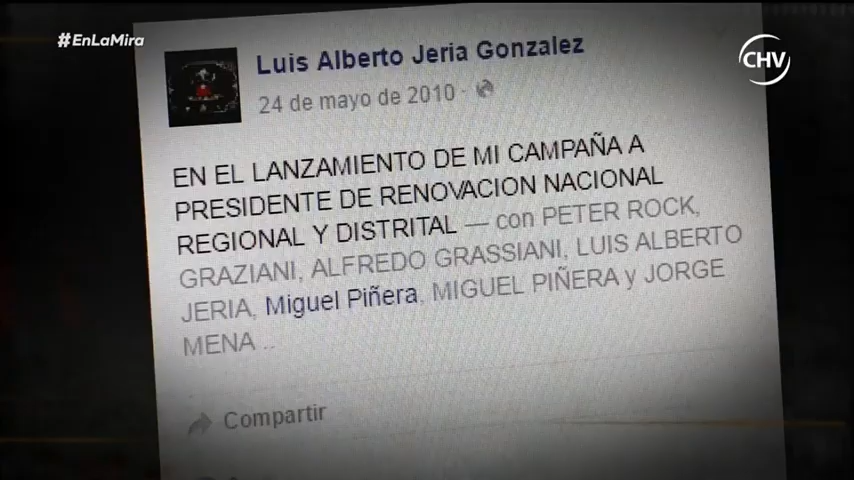 #EnLaMira
CHV
Luis Alberto Jeria Gonzalez
24 de mayo de 2010 ·
EN EL LANZAMIENTO DE MI CAMPAÑA A
PRESIDENTE DE RENOVACION NACIONAL
REGIONAL Y DISTRITAL — con PETER ROCK,
GRAZIANI, ALFREDO GRASSIANI, LUIS ALBERTO
JERIA, Miguel Piñera, MIGUEL PIÑERA y JORGE
MENA ..
Compartir